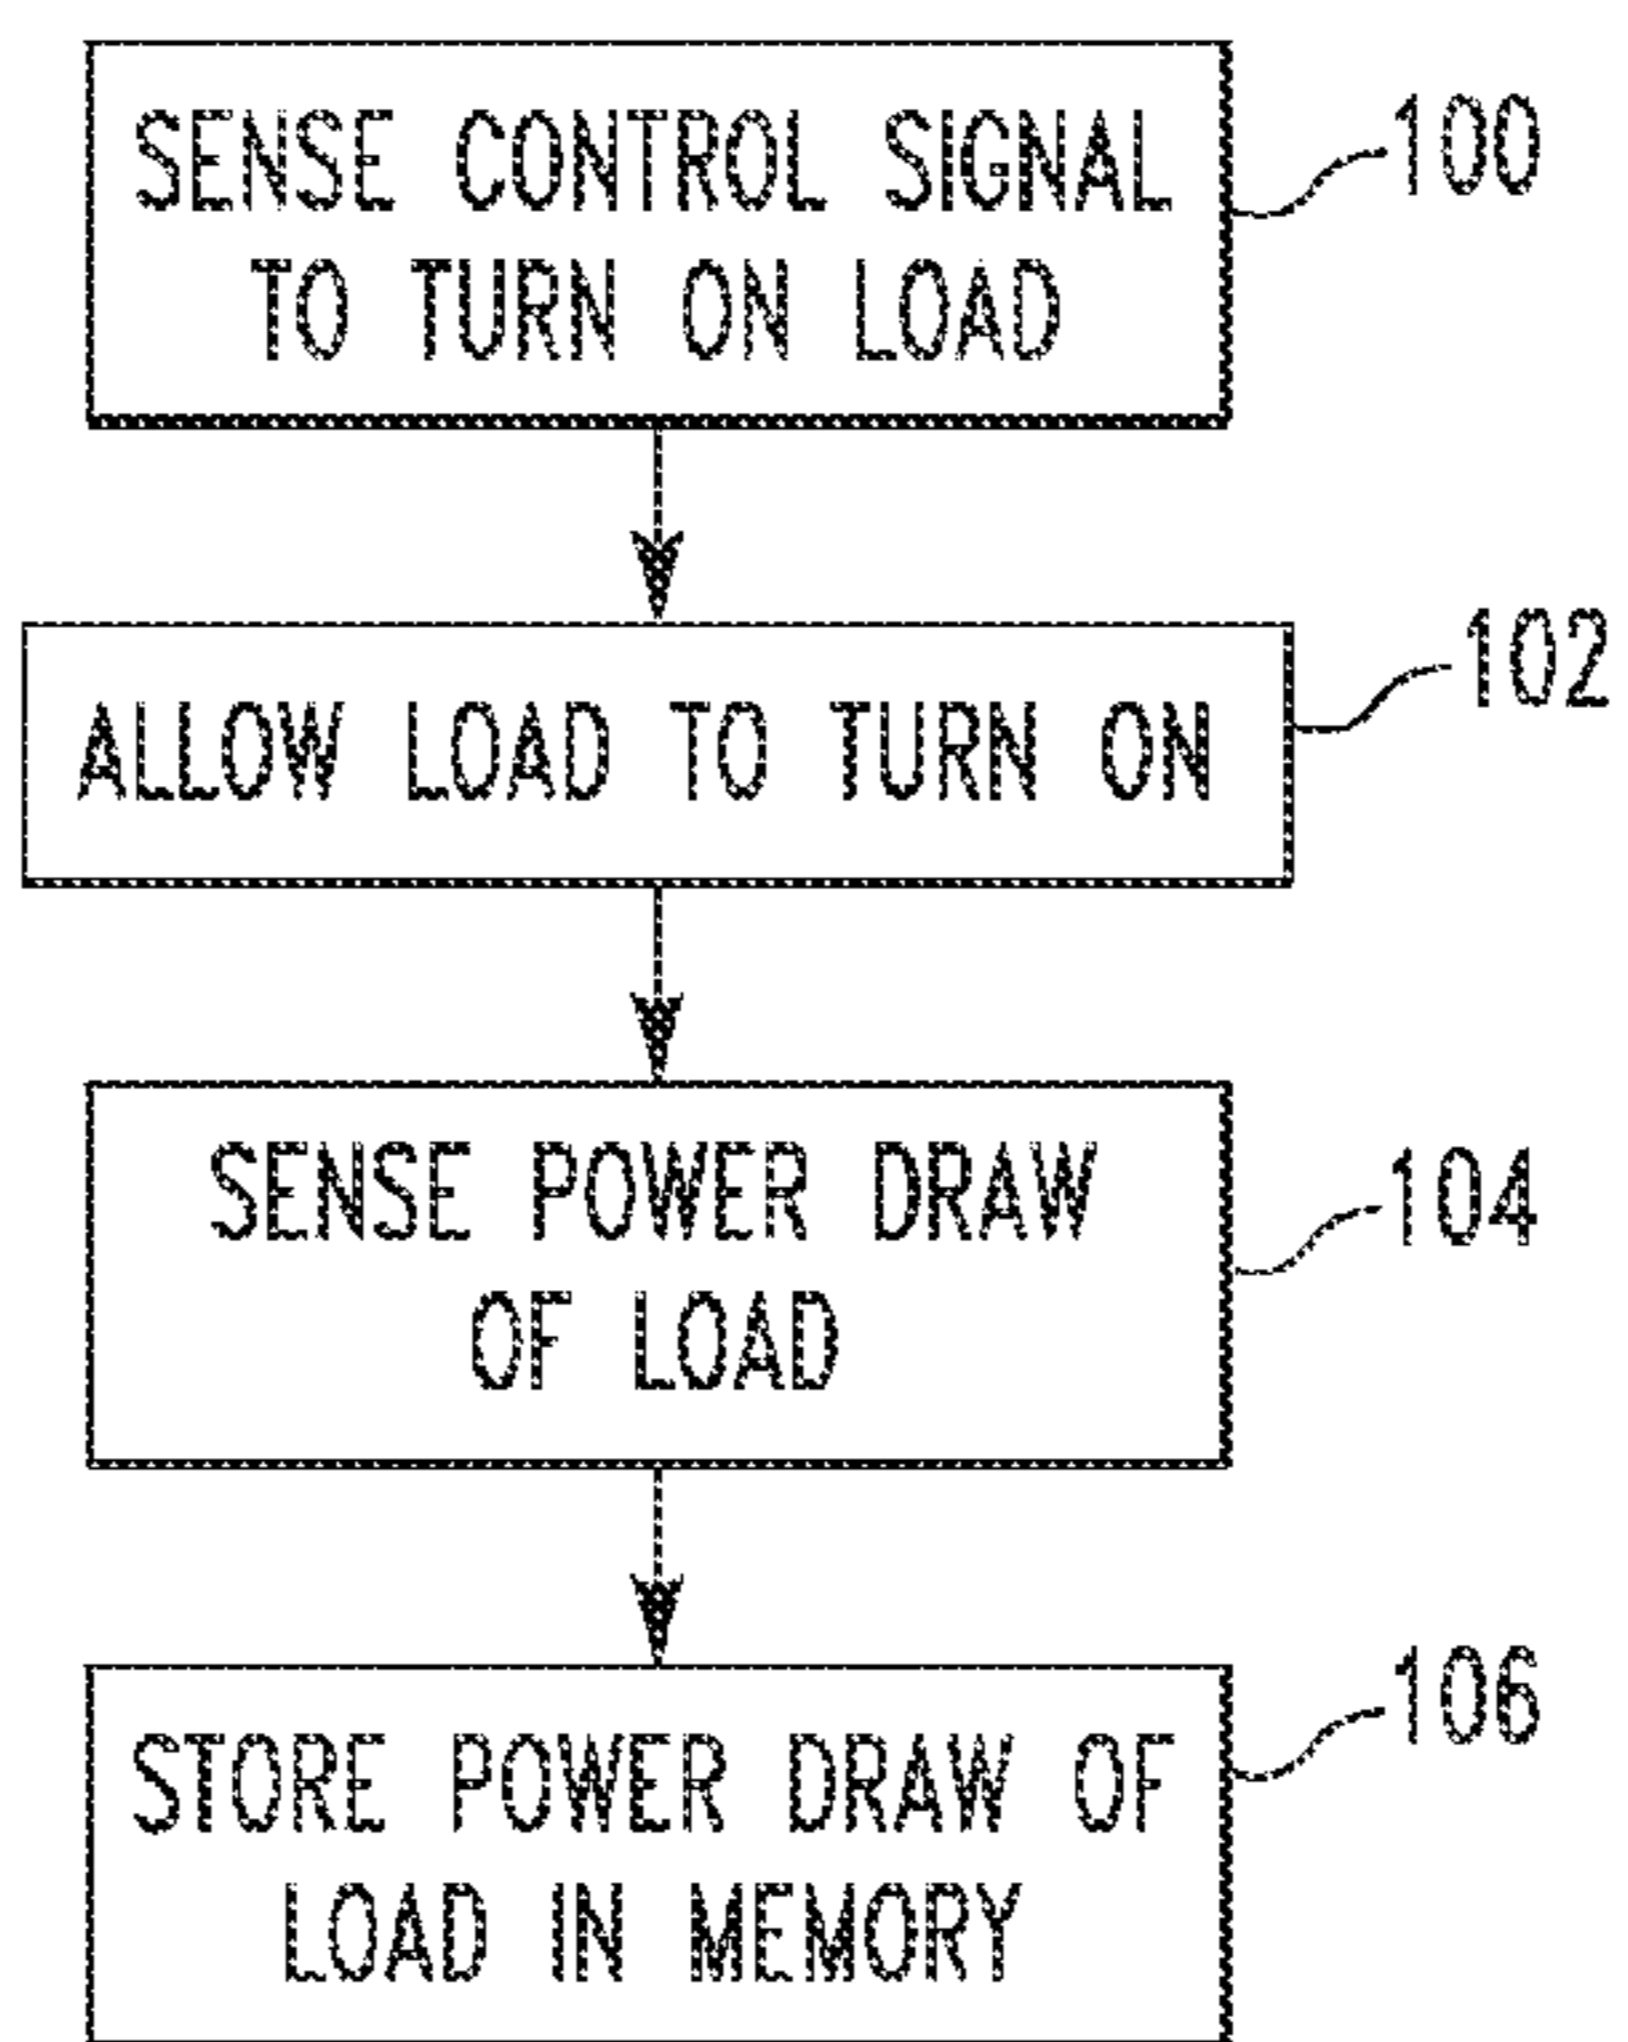 SENSE CONTROL SIGNAL
TO TURN ON LOAD
100
ALLOW LOAD TO TURN ON
102
SENSE POWER DRAW
OF LOAD
104
STORE POWER DRAW OF
LOAD IN MEMORY
106